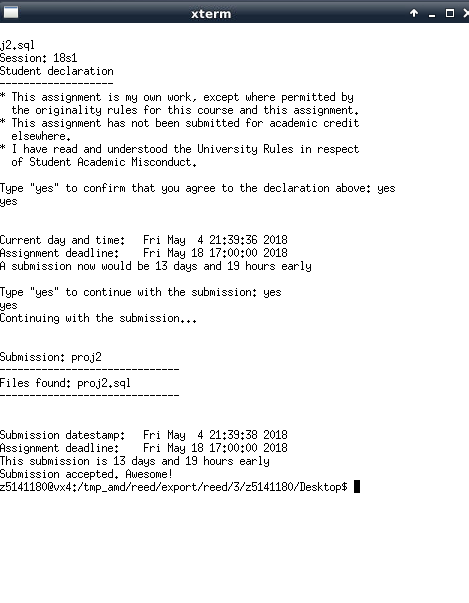 xterm
j2.sql
Session: 18s1
Student declaration
-------------------
* This assignment is my own work, except where permitted by
the originality rules for this course and this assignment.
* This assignment has not been submitted for academic credit
elsewhere.
* I have read and understood the University Rules in respect
of Student Academic Misconduct.
Type "yes" to confirm that you agree to the declaration above: yes
yes
Current day and time:   Fri May  4 21:39:36 2018
Assignment deadline:    Fri May 18 17:00:00 2018
A submission now would be 13 days and 19 hours early
Type "yes" to continue with the submission: yes
yes
Continuing with the submission...
Submission: proj2
------------------------------
Files found: proj2.sql
------------------------------
Submission datestamp:   Fri May  4 21:39:38 2018
Assignment deadline:    Fri May 18 17:00:00 2018
This submission is 13 days and 19 hours early
Submission accepted. Awesome!
z5141180@vx4:/tmp_amd/reed/export/reed/3/z5141180/Desktop$